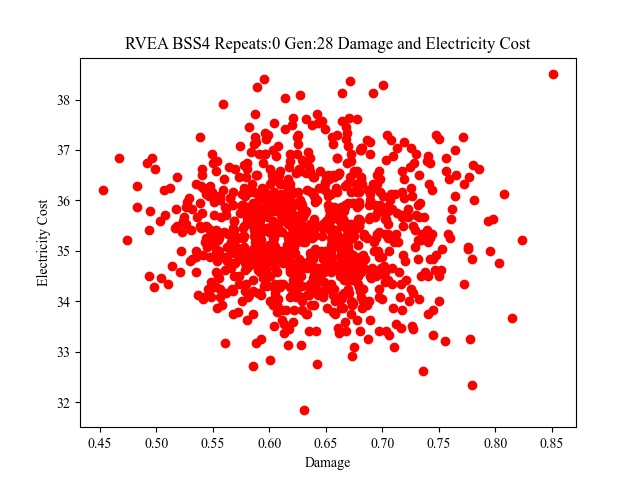 RVEA BSS4 Repeats:0 Gen:28 Damage and Electricity Cost
Electricity Cost
38
37
36
35
34
33
32
0.45 0.50 0.55 0.60 0.65 0.70 0.75 0.80 0.85
Damage